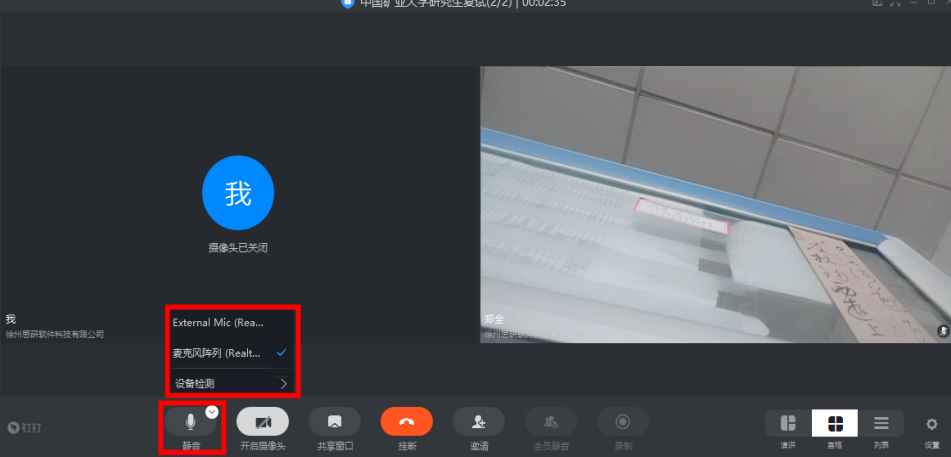 中国矿业大学研究生复试(2/2) | 00:02:35
我
摄像头已关闭
我
徐州思研软件科技有限公司
郑全
External Mic (Rea...
麦克风阵列 (Realt...
设备检测
钉钉
静音
开启摄像头
共享窗口
挂断
邀请
全员静音
录制
演讲
宫格
列表
设置